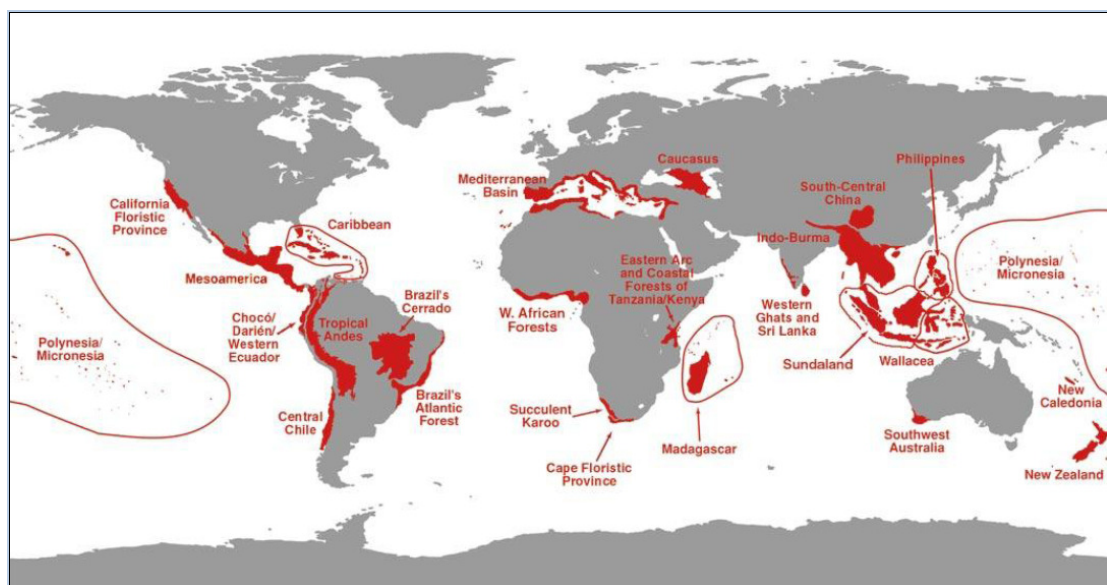 California
Floristic
Province
Caribbean
Mesoamerica
Polynesia/
Micronesia
Chocó/
Darién/
Western
Ecuador
Tropical
Andes
Brazil's
Cerrado
Brazil's
Atlantic
Forest
Central
Chile
Mediterranean
Basin
Caucasus
W. African
Forests
Eastern Arc
and Coastal
Forests of
Tanzania/Kenya
Succulent
Karoo
Cape Floristic
Province
Madagascar
Philippines
South-Central
China
Indo-Burma
Western
Ghats and
Sri Lanka
Sundaland
Wallacea
Polynesia/
Micronesia
New
Caledonia
Southwest
Australia
New Zealand